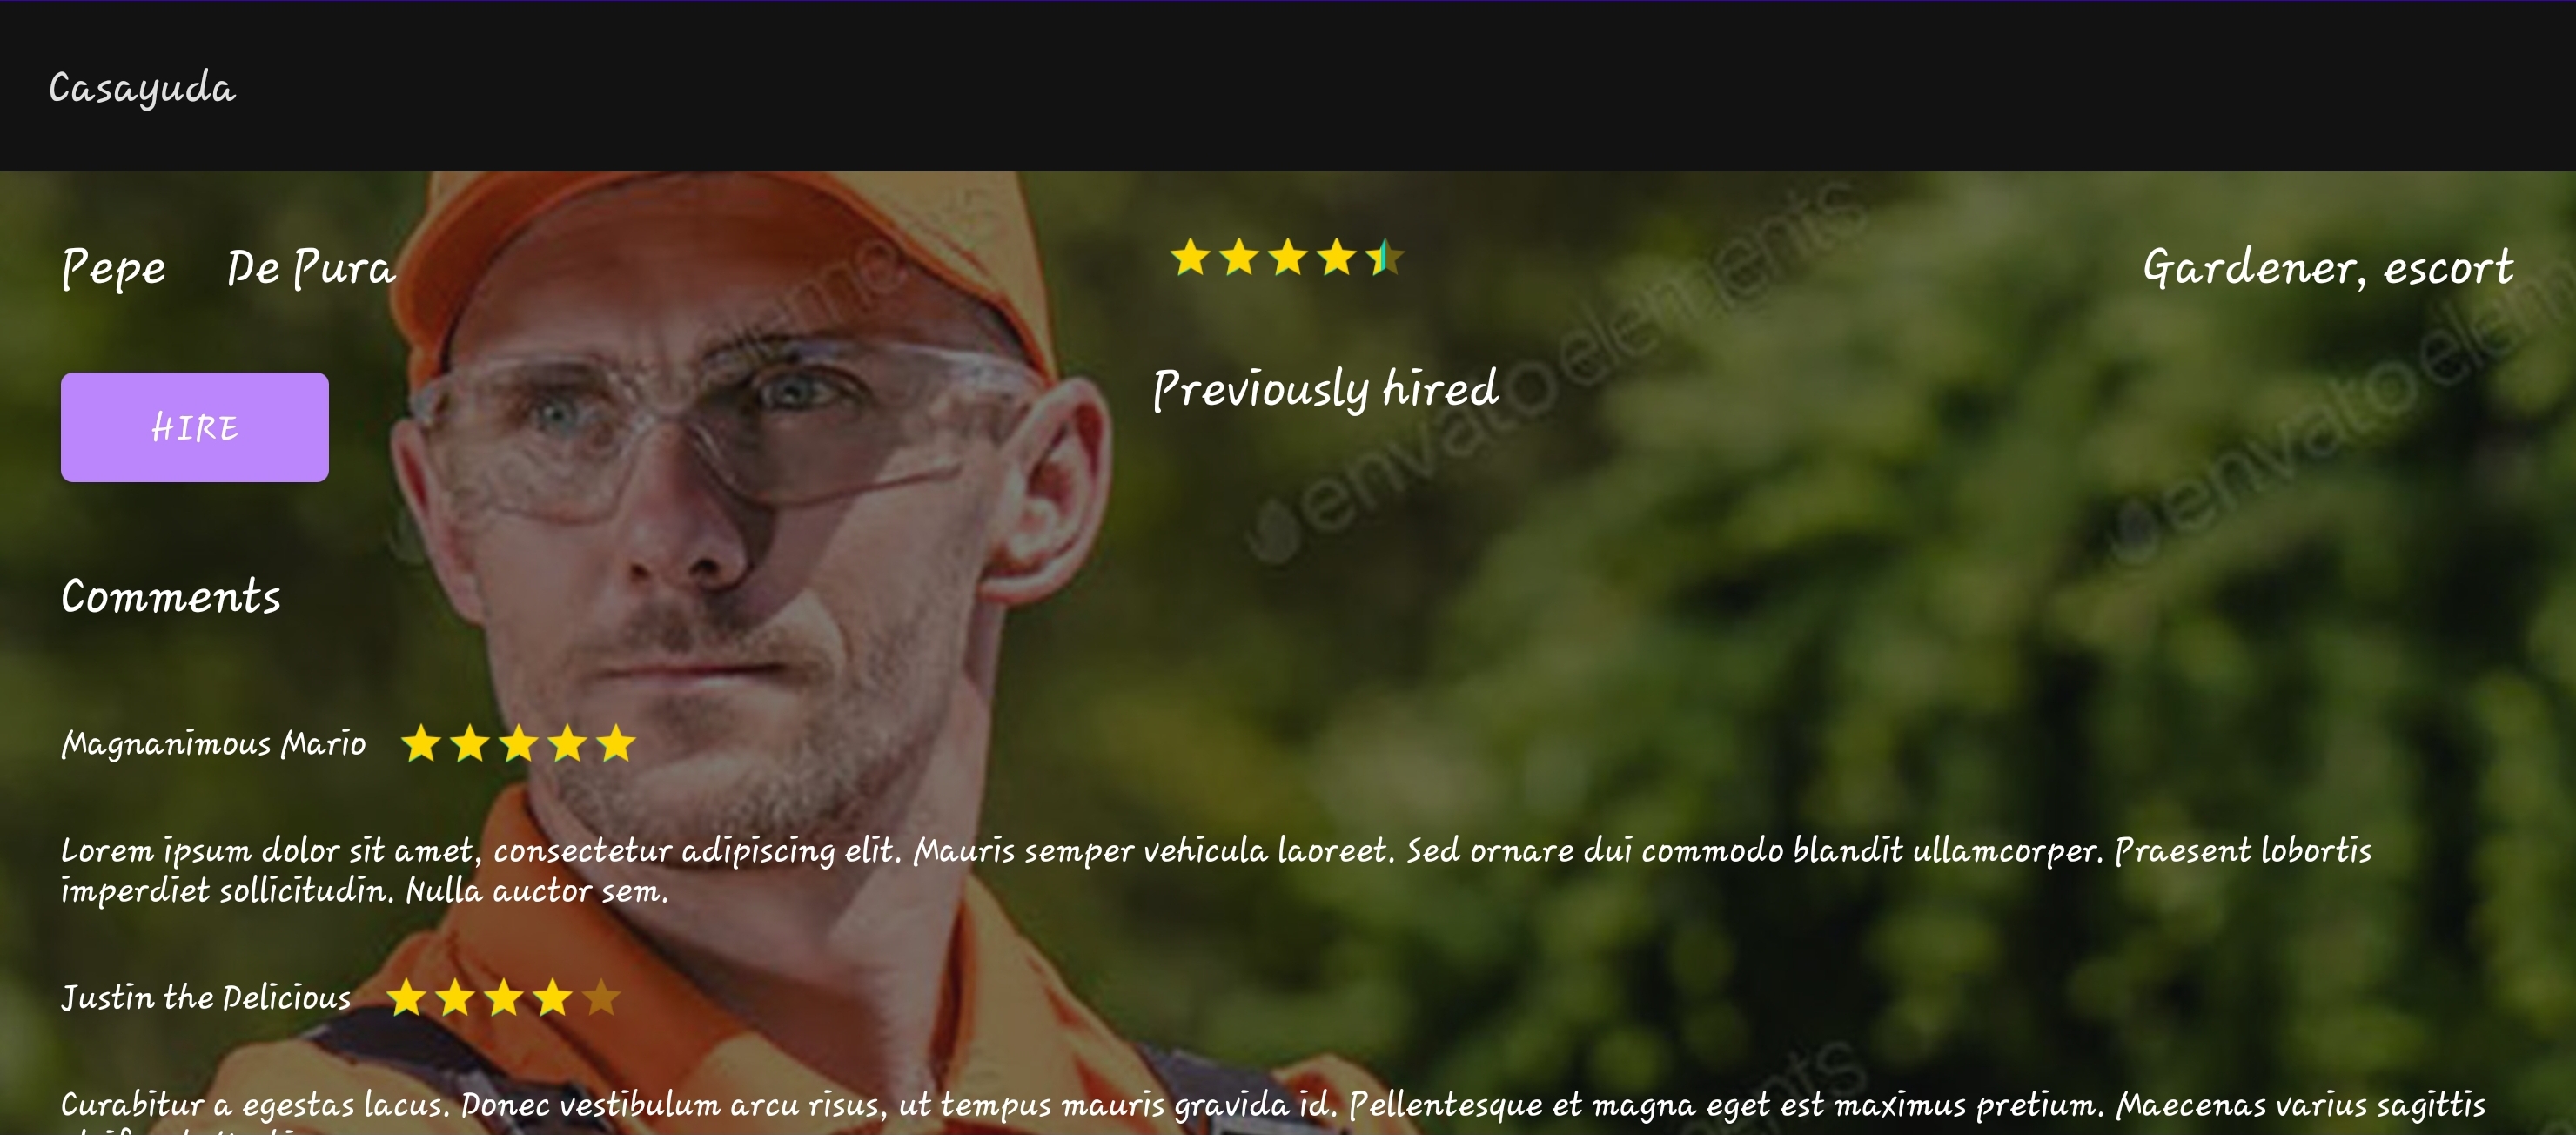 Casayuda
Pepe De Pura
Gardener, escort
HIRE
Previously hired
Comments
Magnanimous Mario
Lorem ipsum dolor sit amet, consectetur adipiscing elit. Mauris semper vehicula laoreet. Sed ornare dui commodo blandit ullamcorper. Praesent lobortis
imperdiet sollicitudin. Nulla auctor sem.
Justin the Delicious
Curabitur a egestas lacus. Donec vestibulum arcu risus, ut tempus mauris gravida id. Pellentesque et magna eget est maximus pretium. Maecenas varius sagittis
envato elements
envato elem